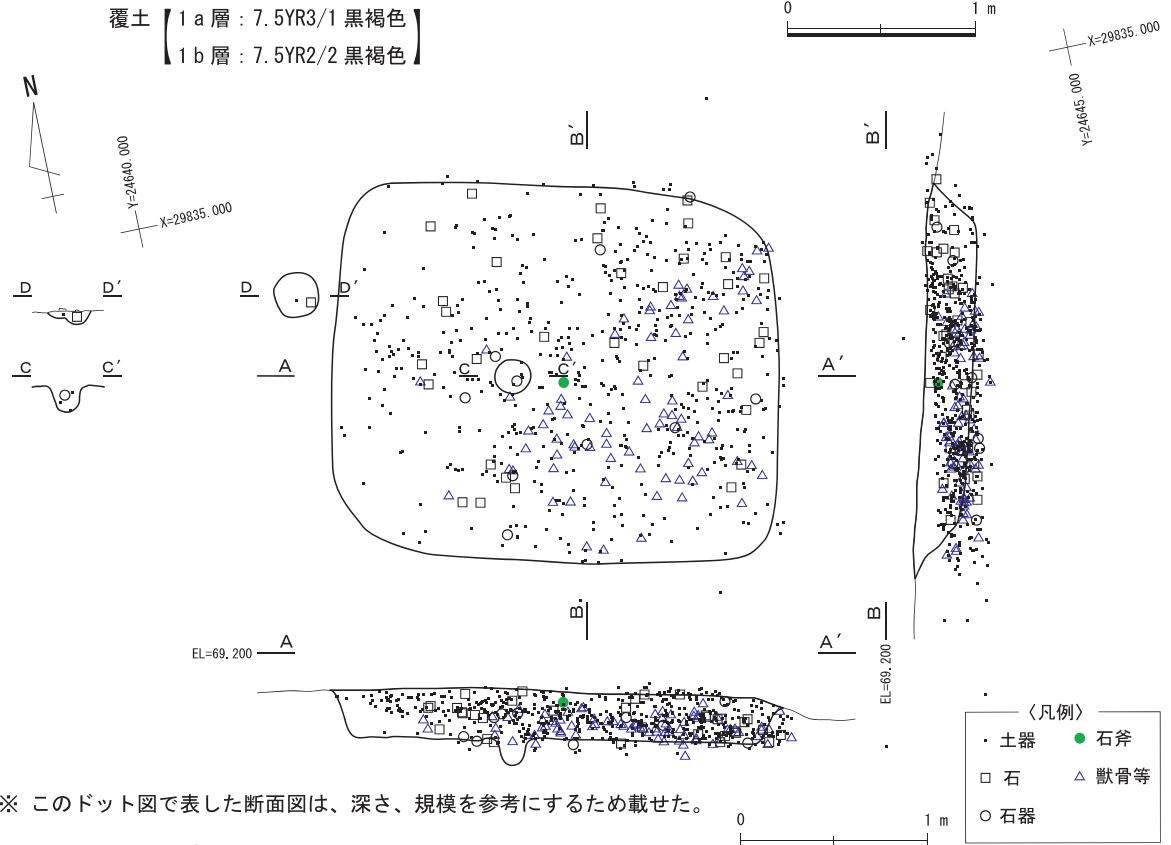 覆土【1a層：7.5YR3/1 黒褐色
1b層：7.5YR2/2 黒褐色】
0 1 m
X=29835.000
Y=24645.000
N
Y=24640.000
X=29835.000
B′
B′
D D′
D D′
C C′
A
C C′
A′
B
B
A
A′
EL=69.200
EL=69.200
〈凡例〉
土器 石斧
石 獣骨等
石器
※ このドット図で表した断面図は、深さ、規模を参考にするため載せた。
0 1 m